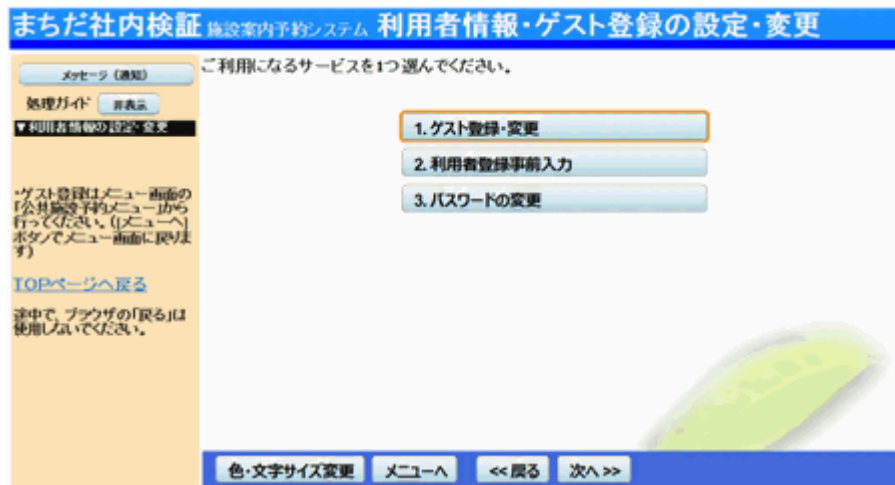 まちだ社内検証 施設案内予約システム 利用者情報・ゲスト登録の設定・変更
メッセージ（通知）
処理ガイド 非表示
▼利用者情報の設定・変更
・ゲスト登録はメニュー画面の
「公共施設予約メニュー」から
行ってください。([メニューへ]
ボタンでメニュー画面に戻りま
す)
TOPページへ戻る
途中で、ブラウザの「戻る」は
使用しないでください。
ご利用になるサービスを1つ選んでください。
1. ゲスト登録・変更
2. 利用者登録事前入力
3. パスワードの変更
色・文字サイズ変更 メニューへ <<戻る 次へ>>